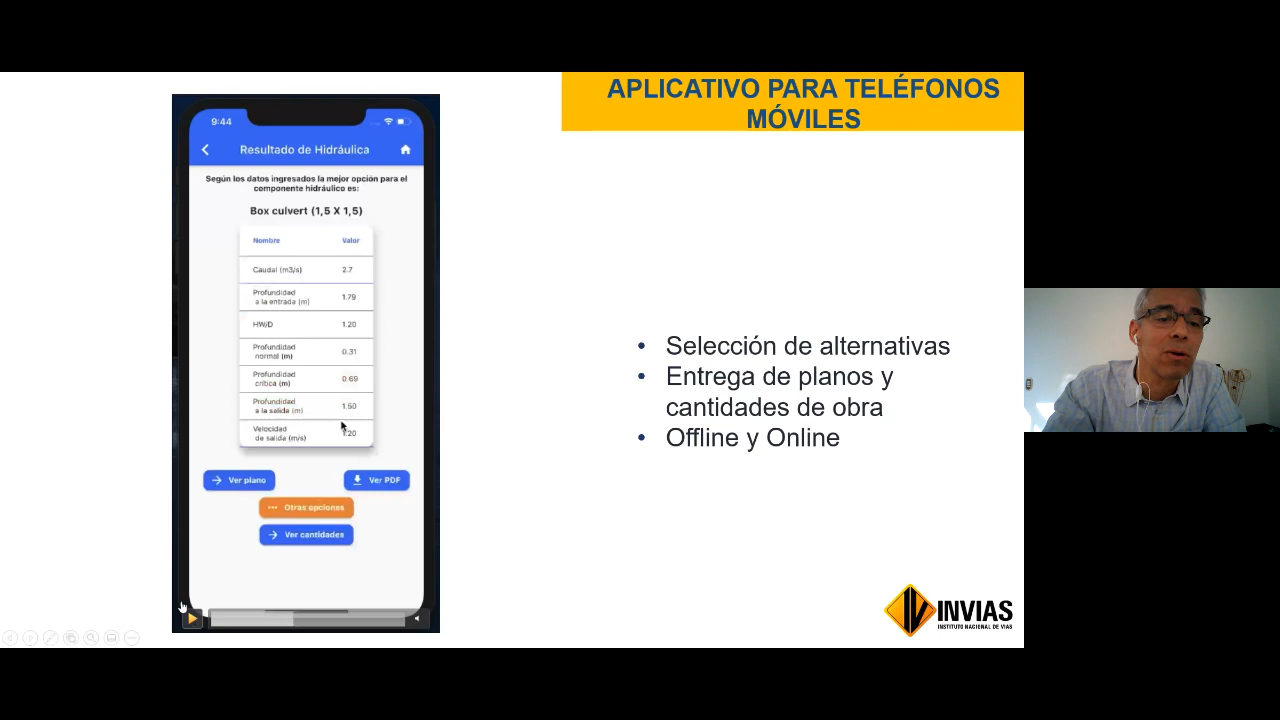 APLICATIVO PARA TELÉFONOS
MÓVILES
9:44
Resultado de Hidráulica
Según los datos ingresados la mejor opción para el
componente hidráulico es:
Box culvert (1,5 X 1,5)
Nombre Valor
Caudal (m3/s) 2.7
Profundidad
a la entrada (m) 1.79
HW/D 1.20
Profundidad
normal (m) 0.31
Profundidad
crítica (m) 0.69
Profundidad
a la salida (m) 1.50
Velocidad
de salida (m/s) 1.20
Ver plano Ver PDF
Otras opciones
Ver cantidades
• Selección de alternativas
• Entrega de planos y
cantidades de obra
• Offline y Online
INVIAS
INSTITUTO NACIONAL DE VIAS